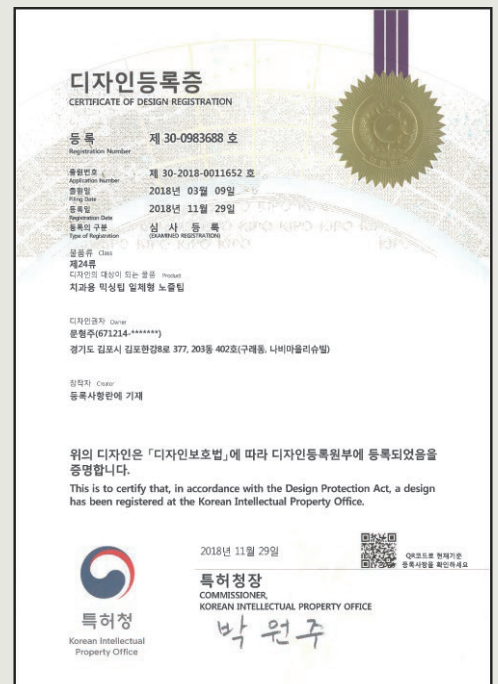 디자인등록증
CERTIFICATE OF DESIGN REGISTRATION
등 록 제 30-0983688 호
Registration Number
출원번호 제 30-2018-0011652 호
Application Number
출원일 2018년 03월 09일
Filing Date
등록일 2018년 11월 29일
Registration Date
등록의 구분 심 사 등 록
Type of Registration (EXAMINED REGISTRATION)
물품류 Class
제24류
디자인의 대상이 되는 물품 Product
치과용 믹싱팁 일체형 노즐팁
디자인권자 Owner
문형주(671214-*******)
경기도 김포시 김포한강8로 377, 203동 402호(구래동, 나비마을리슈빌)
창작자 Creator
등록사항란에 기재
위의 디자인은 「디자인보호법」에 따라 디자인등록원부에 등록되었음을
증명합니다.
This is to certify that, in accordance with the Design Protection Act, a design
has been registered at the Korean Intellectual Property Office.
2018년 11월 29일
QR코드로 현재기준
등록사항을 확인하세요
특허청장
COMMISSIONER,
KOREAN INTELLECTUAL PROPERTY OFFICE
박원주
특허청
Korean Intellectual
Property Office